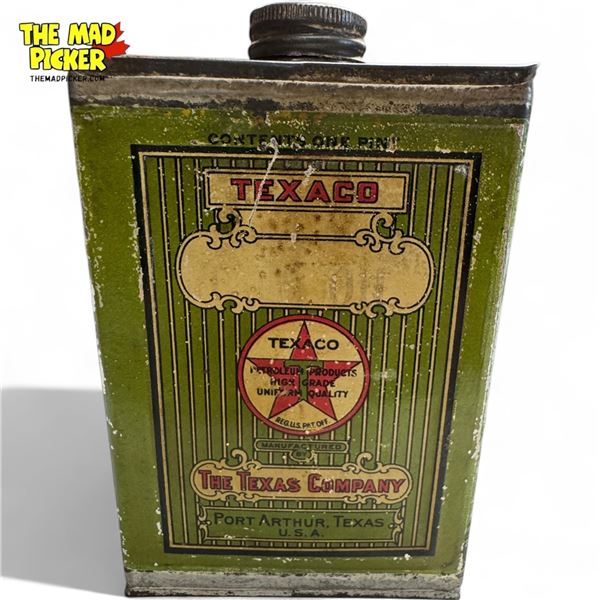 THE MAD
PICKER
THEMADPICKER.COM
CONTENTS ONE PINT
TEXACO
TEXACO
PETROLEUM PRODUCTS
HIGH GRADE
UNIFORM QUALITY
REG. U.S. PAT. OFF.
MANUFACTURED
BY
THE TEXAS COMPANY
PORT ARTHUR, TEXAS
U.S.A.